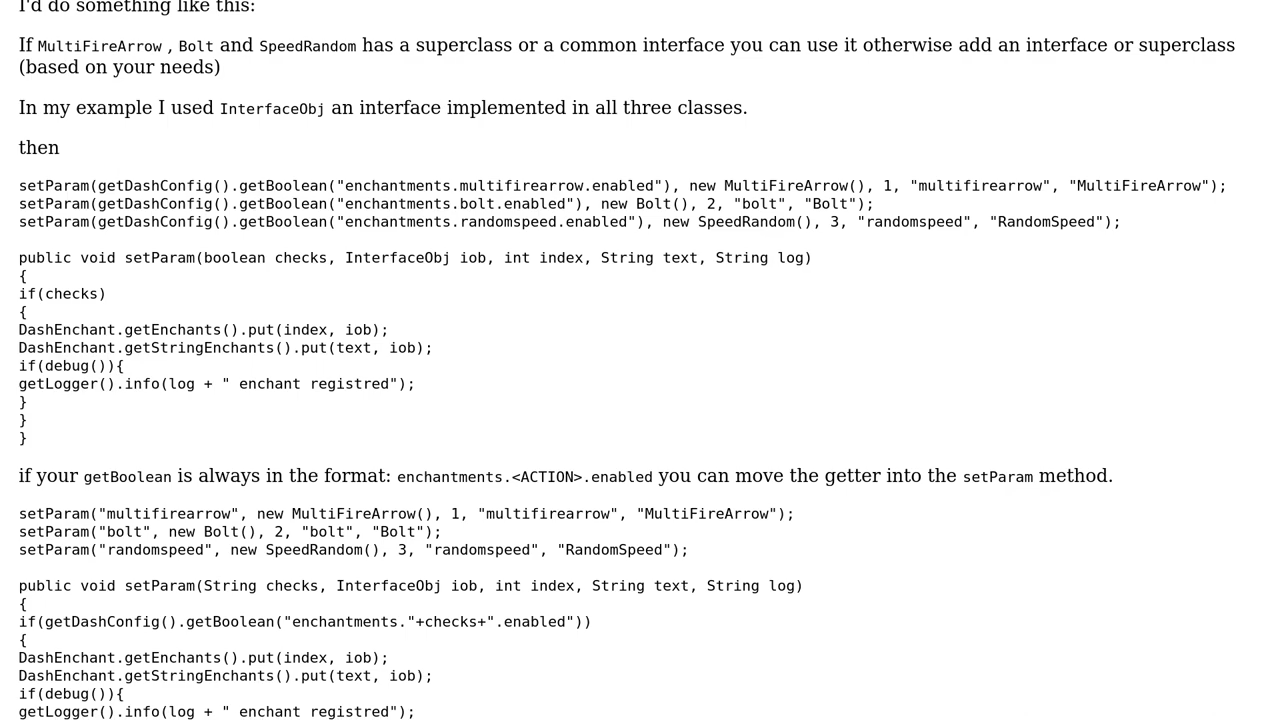 I'd do something like this:
If MultiFireArrow , Bolt and SpeedRandom has a superclass or a common interface you can use it otherwise add an interface or superclass
(based on your needs)
In my example I used InterfaceObj an interface implemented in all three classes.
then
setParam(getDashConfig().getBoolean("enchantments.multifirearrow.enabled"), new MultiFireArrow(), 1, "multifirearrow", "MultiFireArrow");
setParam(getDashConfig().getBoolean("enchantments.bolt.enabled"), new Bolt(), 2, "bolt", "Bolt");
setParam(getDashConfig().getBoolean("enchantments.randomspeed.enabled"), new SpeedRandom(), 3, "randomspeed", "RandomSpeed");
public void setParam(boolean checks, InterfaceObj iob, int index, String text, String log)
{
if(checks)
{
DashEnchant.getEnchants().put(index, iob);
DashEnchant.getStringEnchants().put(text, iob);
if(debug()){
getLogger().info(log + " enchant registred");
}
}
}
if your getBoolean is always in the format: enchantments.<ACTION>.enabled you can move the getter into the setParam method.
setParam("multifirearrow", new MultiFireArrow(), 1, "multifirearrow", "MultiFireArrow");
setParam("bolt", new Bolt(), 2, "bolt", "Bolt");
setParam("randomspeed", new SpeedRandom(), 3, "randomspeed", "RandomSpeed");
public void setParam(String checks, InterfaceObj iob, int index, String text, String log)
{
if(getDashConfig().getBoolean("enchantments."+checks+".enabled"))
{
DashEnchant.getEnchants().put(index, iob);
DashEnchant.getStringEnchants().put(text, iob);
if(debug()){
getLogger().info(log + " enchant registred");